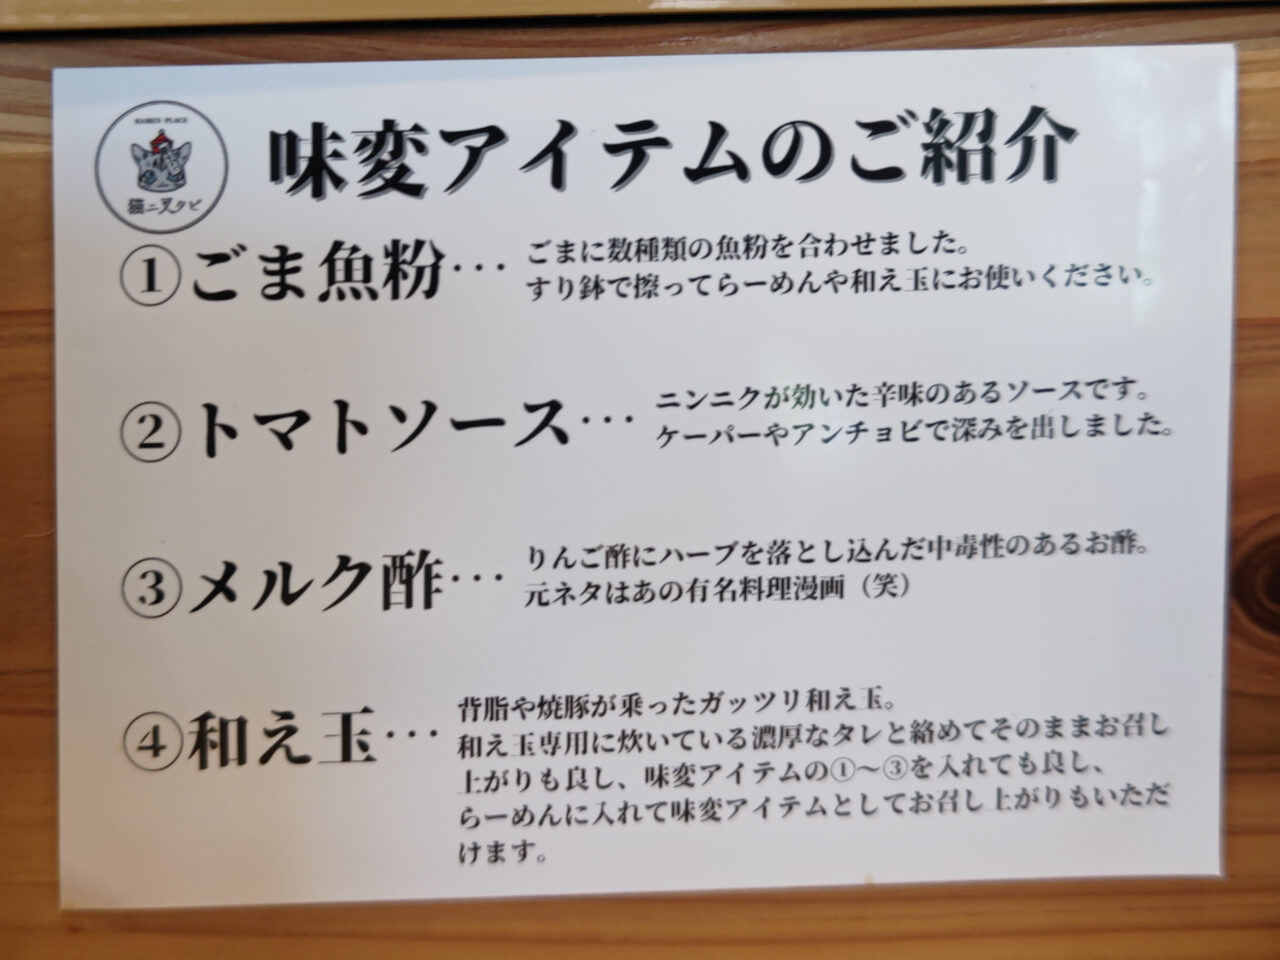 RAMEN PLACE
猫ニ又タビ
味変アイテムのご紹介
①ごま魚粉･･･ごまに数種類の魚粉を合わせました。
すり鉢で擦ってらーめんや和え玉にお使いください。
②トマトソース･･･ニンニクが効いた辛味のあるソースです。
ケーパーやアンチョビで深みを出しました。
③メルク酢･･･りんご酢にハーブを落とし込んだ中毒性のあるお酢。
元ネタはあの有名料理漫画（笑）
④和え玉･･･背脂や焼豚が乗ったガッツリ和え玉。
和え玉専用に炊いている濃厚なタレと絡めてそのままお召し
上がりも良し、味変アイテムの①～③を入れても良し、
らーめんに入れて味変アイテムとしてお召し上がりもいただ
けます。